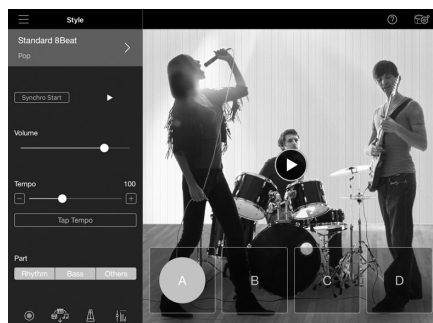 Style
Standard 8Beat
Pop
Synchro Start
Volume
Tempo 100
Tap Tempo
Part
Rhythm Bass Others
A B C D